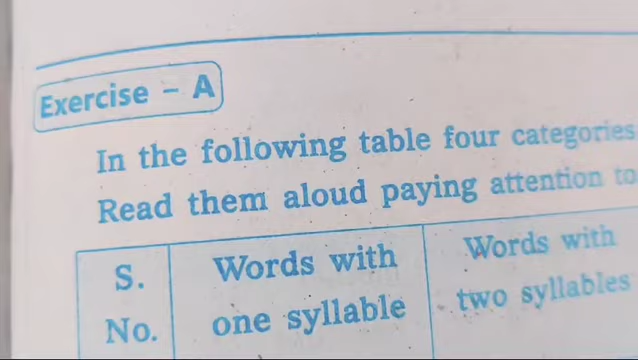 Exercise – A
In the following table four categories
Read them aloud paying attention to
S. No.
Words with one syllable
Words with two syllables